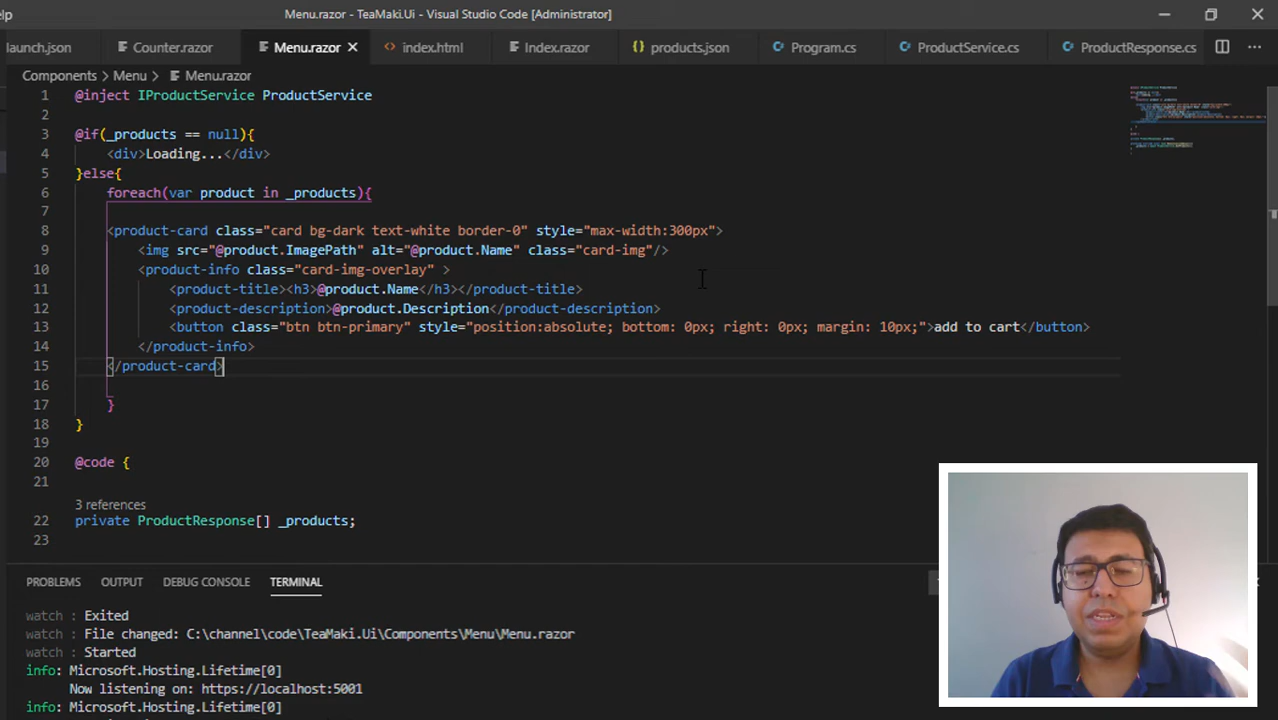 elp
Menu.razor - TeaMaki.Ui - Visual Studio Code [Administrator]
launch.json Counter.razor Menu.razor index.html Index.razor products.json Program.cs ProductService.cs ProductResponse.cs
Components > Menu > Menu.razor
1 @inject IProductService ProductService
2
3 @if(_products == null){
4 <div>Loading...</div>
5 }else{
6 foreach(var product in _products){
7
8 <product-card class="card bg-dark text-white border-0" style="max-width:300px">
9 <img src="@product.ImagePath" alt="@product.Name" class="card-img"/>
10 <product-info class="card-img-overlay" >
11 <product-title><h3>@product.Name</h3></product-title>
12 <product-description>@product.Description</product-description>
13 <button class="btn btn-primary" style="position:absolute; bottom: 0px; right: 0px; margin: 10px;">add to cart</button>
14 </product-info>
15 </product-card>
16
17 }
18 }
19
20 @code {
21
3 references
22 private ProductResponse[] _products;
23
PROBLEMS OUTPUT DEBUG CONSOLE TERMINAL
watch : Exited
watch : File changed: C:\channel\code\TeaMaki.Ui\Components\Menu\Menu.razor
watch : Started
info: Microsoft.Hosting.Lifetime[0]
Now listening on: https://localhost:5001
info: Microsoft.Hosting.Lifetime[0]